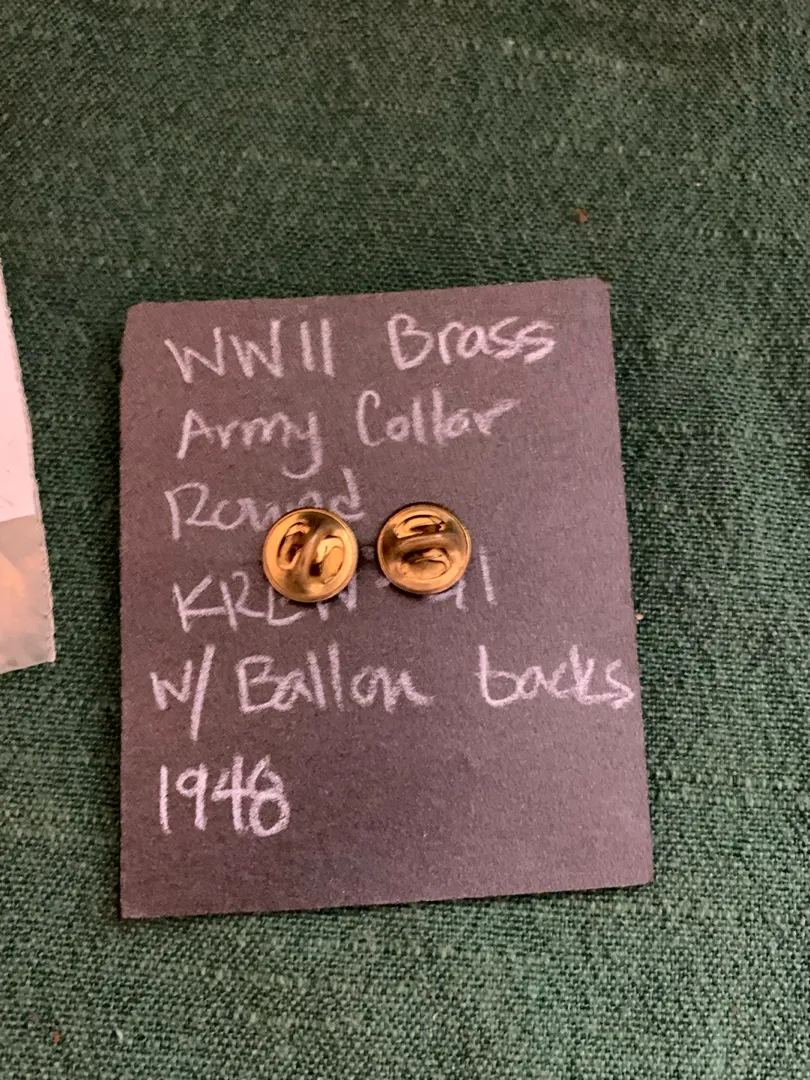 WWII Brass
Army Collar
Round
w/ Ballon backs
1948